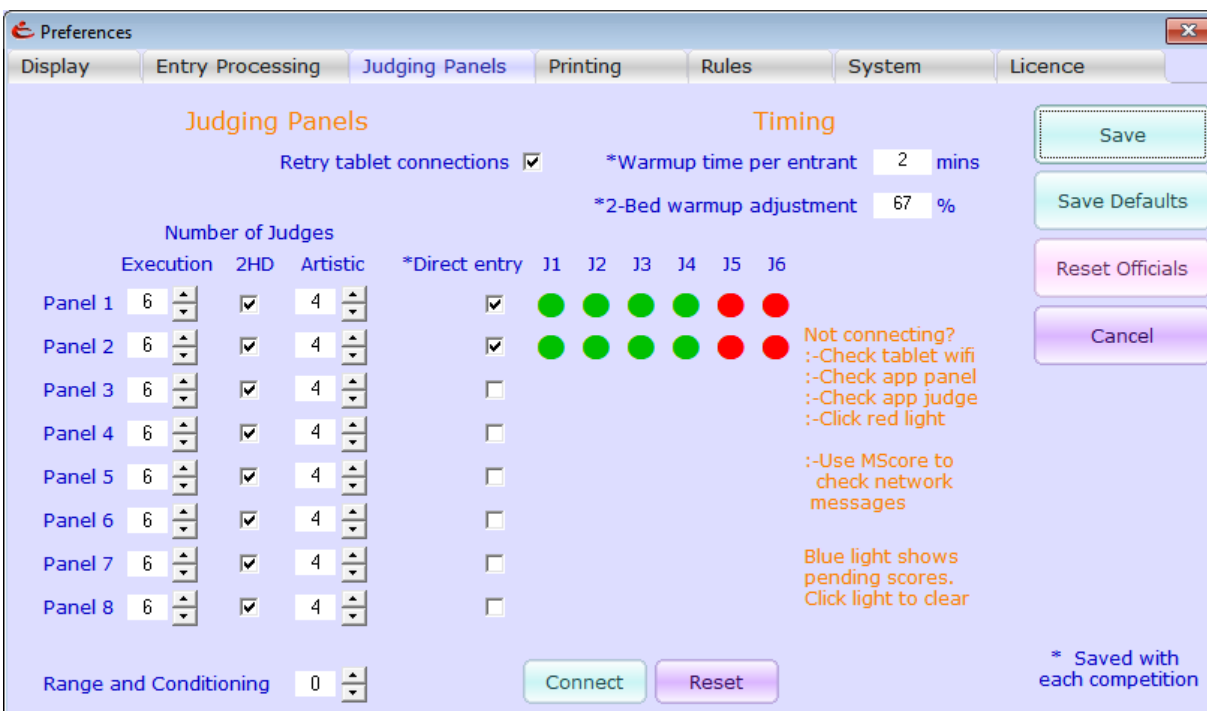 Preferences
Display Entry Processing Judging Panels Printing Rules System Licence
Judging Panels Timing
Save
Retry tablet connections *Warmup time per entrant 2 mins
*2-Bed warmup adjustment 67 %
Save Defaults
Number of Judges
Execution 2HD Artistic *Direct entry J1 J2 J3 J4 J5 J6
Reset Officials
Panel 1 6 4
Panel 2 6 4
Cancel
Not connecting?
:-Check tablet wifi
:-Check app panel
:-Check app judge
:-Click red light
Panel 3 6 4
Panel 4 6 4
Panel 5 6 4
:-Use MScore to
check network
messages
Panel 6 6 4
Panel 7 6 4
Panel 8 6 4
Blue light shows
pending scores.
Click light to clear
Range and Conditioning 0 Connect Reset
* Saved with
each competition